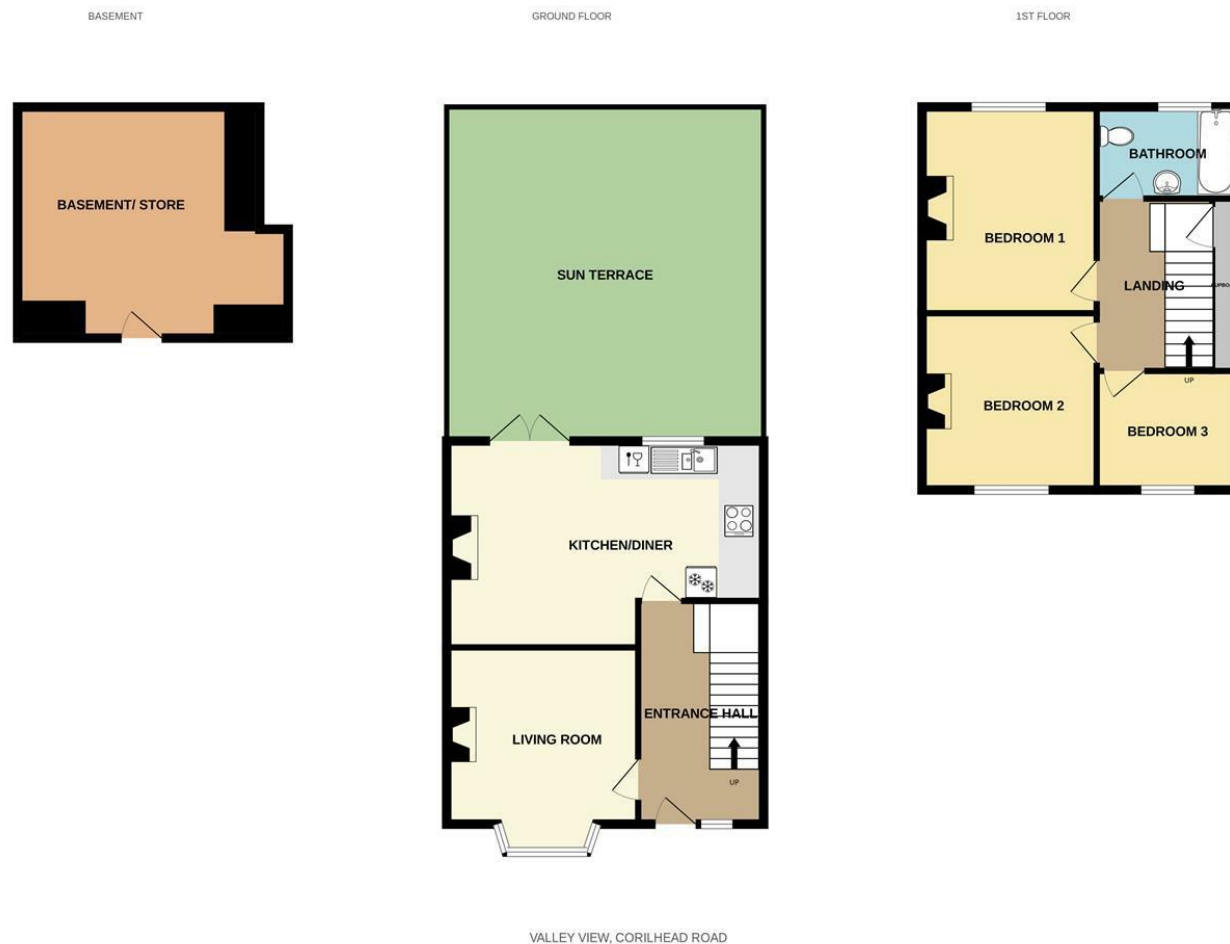 BASEMENT
GROUND FLOOR
1ST FLOOR
BASEMENT/ STORE
SUN TERRACE
KITCHEN/DINER
LIVING ROOM
ENTRANCE HALL
UP
BATHROOM
BEDROOM 1
LANDING
UP
BEDROOM 2
BEDROOM 3
VALLEY VIEW, CORILHEAD ROAD